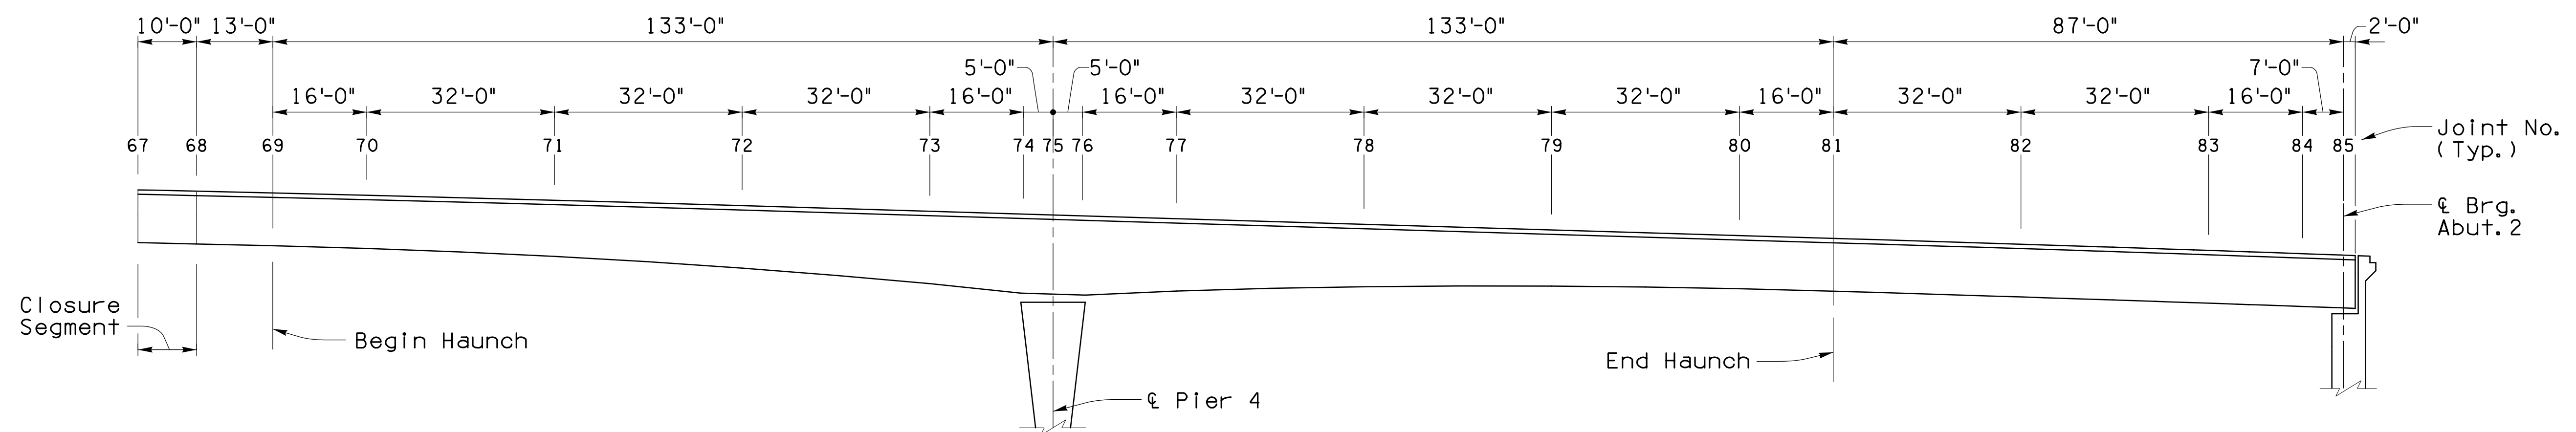 10'-0" 13'-0" 133'-0" 133'-0" 87'-0" 2'-0"
5'-0" 5'-0" 7'-0"
16'-0" 32'-0" 32'-0" 32'-0" 16'-0" 16'-0" 32'-0" 32'-0" 32'-0" 16'-0" 32'-0" 32'-0" 16'-0"
67 68 69 70 71 72 73 74 75 76 77 78 79 80 81 82 83 84 85
Joint No.
(Typ.)
℄ Brg.
Abut.2
Closure
Segment
Begin Haunch
End Haunch
℄ Pier 4